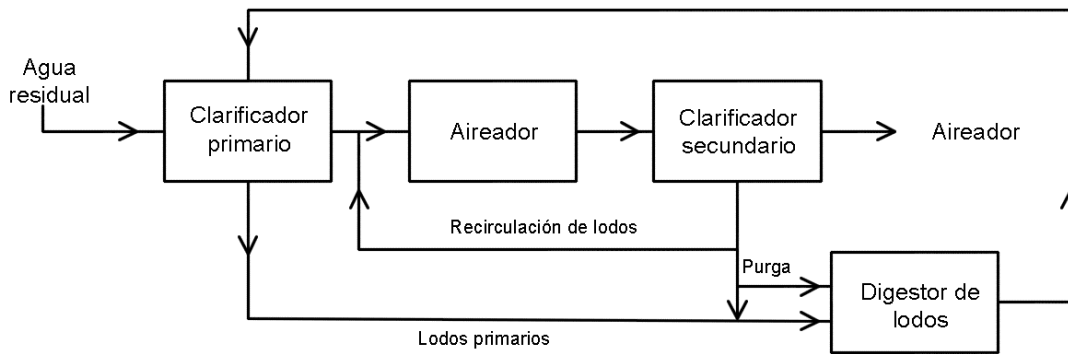 Agua
residual
Clarificador
primario
Aireador
Clarificador
secundario
Aireador
Recirculación de lodos
Purga
Digestor de
lodos
Lodos primarios